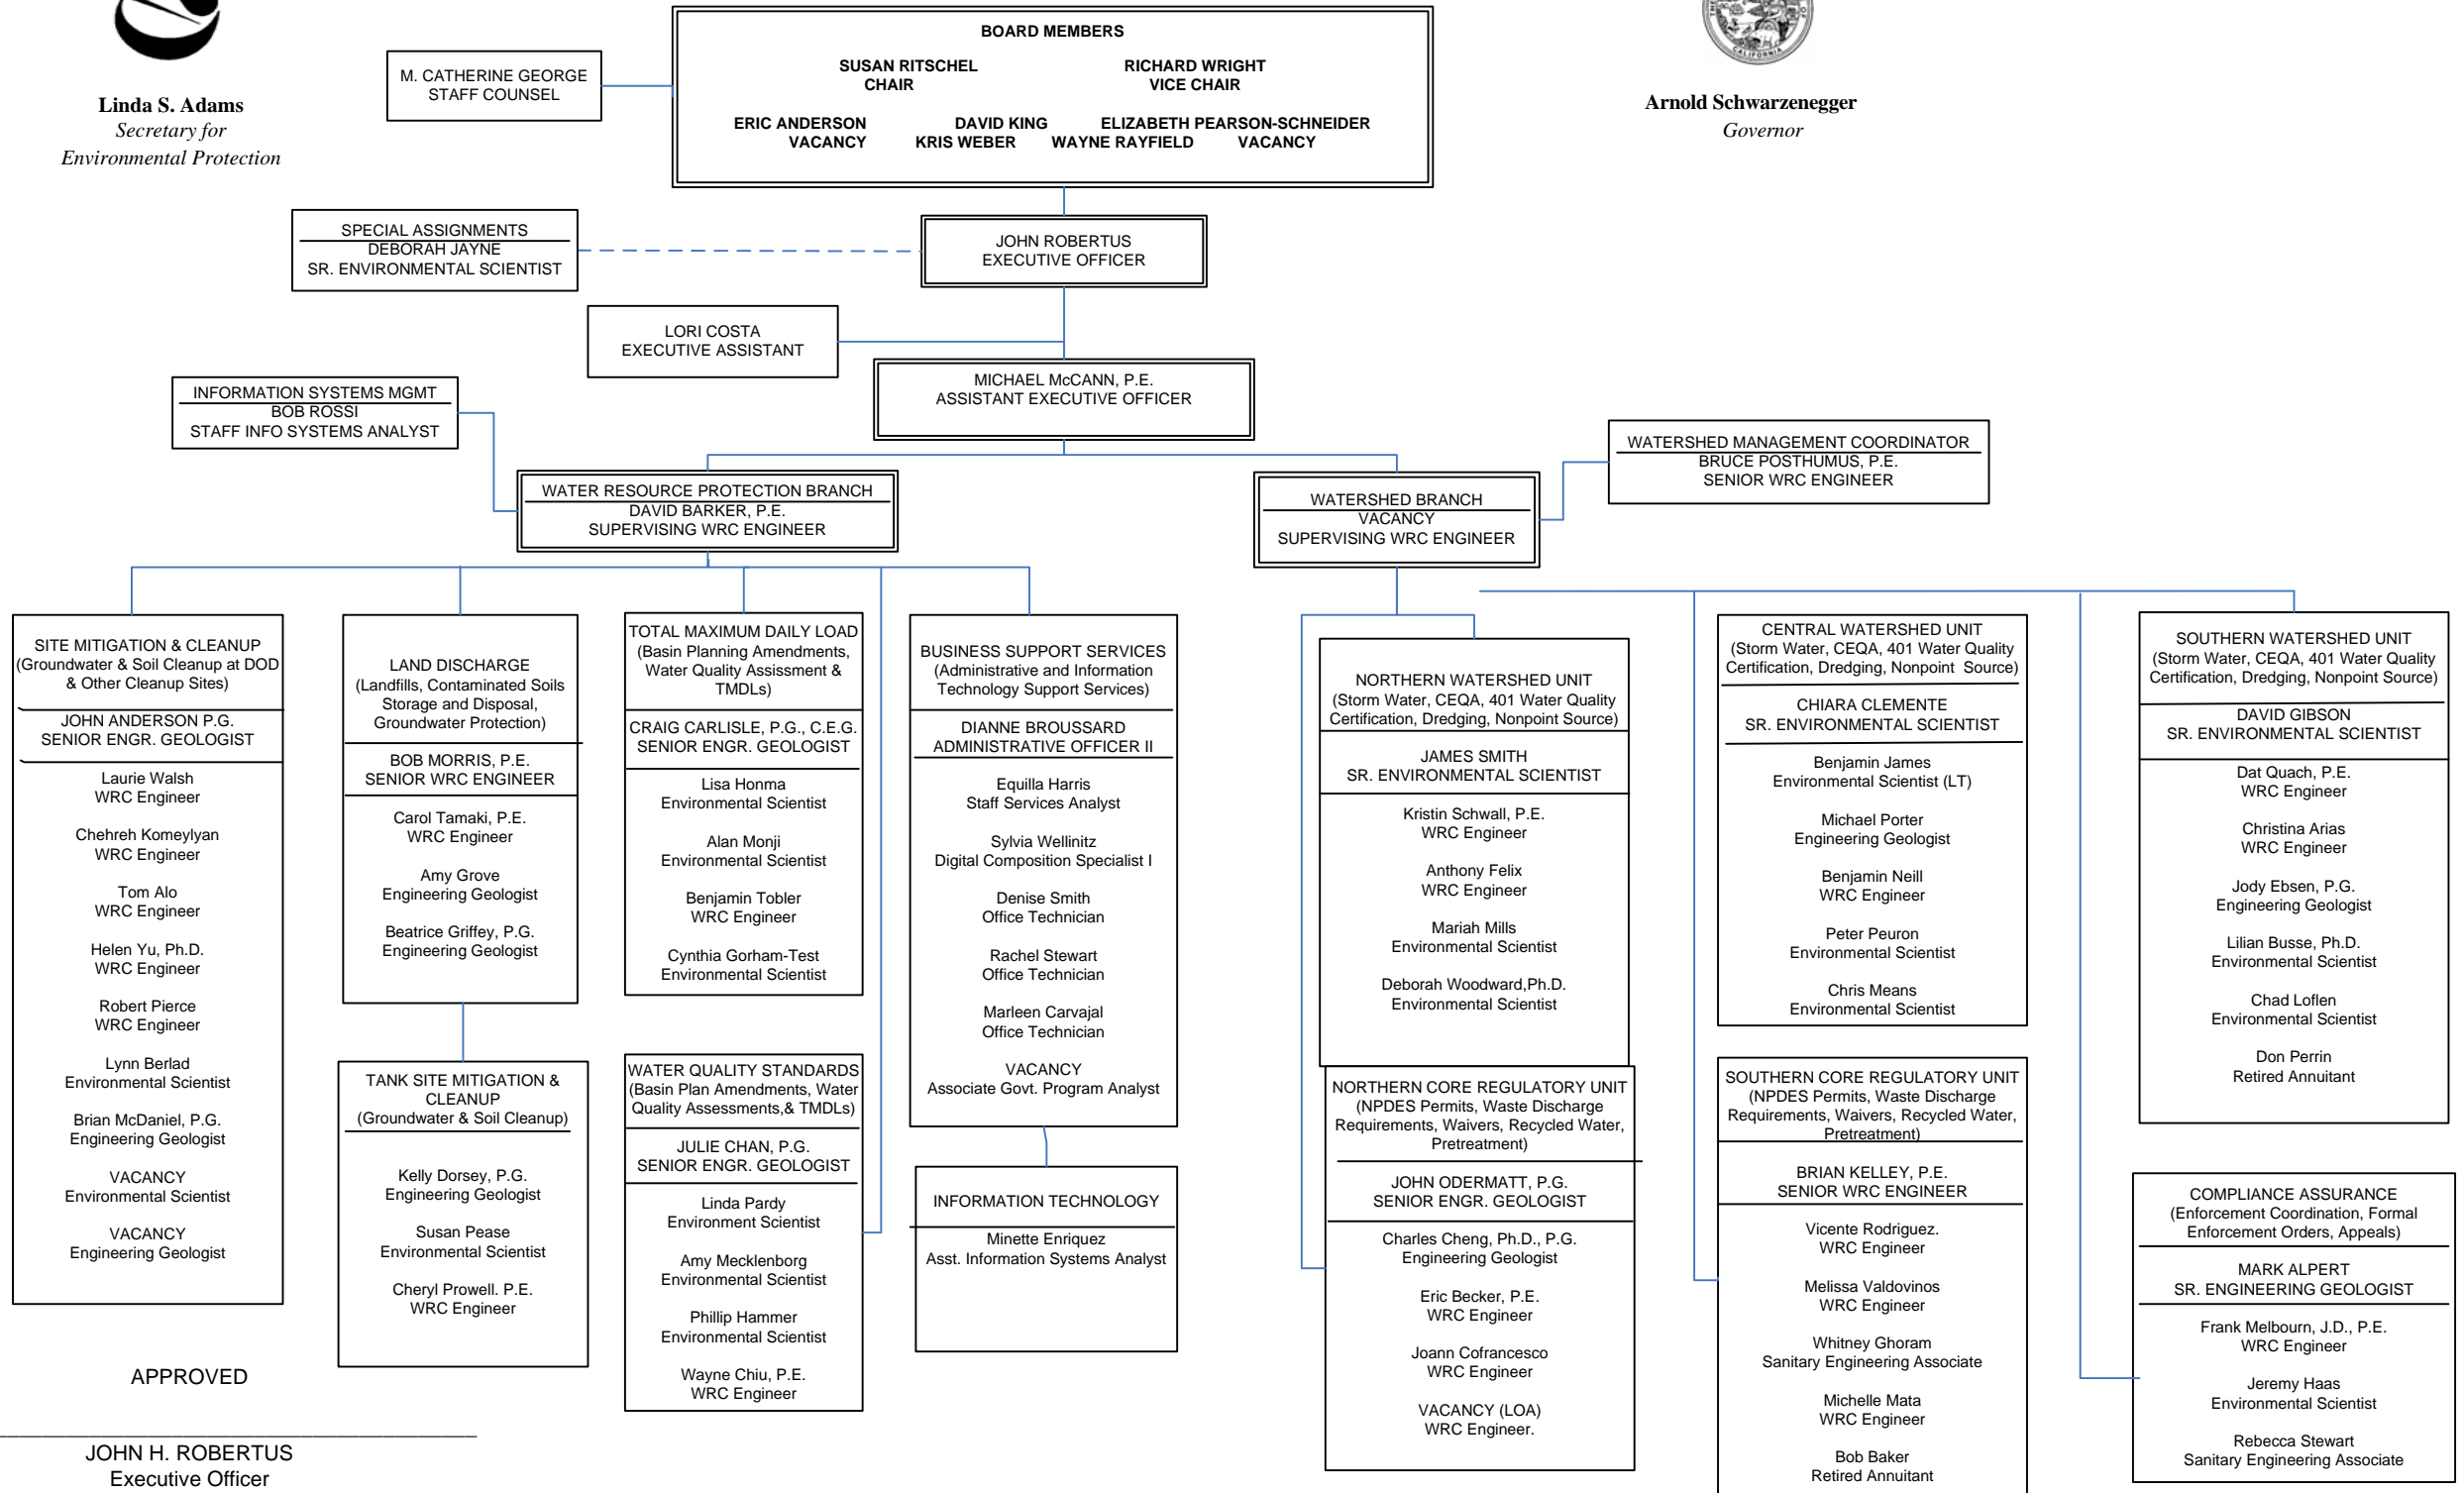 BOARD MEMBERS
SUSAN RITSCHEL RICHARD WRIGHT
CHAIR VICE CHAIR
ERIC ANDERSON DAVID KING ELIZABETH PEARSON-SCHNEIDER
VACANCY KRIS WEBER WAYNE RAYFIELD VACANCY
M. CATHERINE GEORGE
STAFF COUNSEL
Linda S. Adams
Secretary for
Environmental Protection
CALIFORNIA
Arnold Schwarzenegger
Governor
SPECIAL ASSIGNMENTS
DEBORAH JAYNE
SR. ENVIRONMENTAL SCIENTIST
JOHN ROBERTUS
EXECUTIVE OFFICER
LORI COSTA
EXECUTIVE ASSISTANT
MICHAEL McCANN, P.E.
ASSISTANT EXECUTIVE OFFICER
INFORMATION SYSTEMS MGMT
BOB ROSSI
STAFF INFO SYSTEMS ANALYST
WATERSHED MANAGEMENT COORDINATOR
BRUCE POSTHUMUS, P.E.
SENIOR WRC ENGINEER
WATER RESOURCE PROTECTION BRANCH
DAVID BARKER, P.E.
SUPERVISING WRC ENGINEER
WATERSHED BRANCH
VACANCY
SUPERVISING WRC ENGINEER
SITE MITIGATION & CLEANUP
(Groundwater & Soil Cleanup at DOD
& Other Cleanup Sites)
JOHN ANDERSON P.G.
SENIOR ENGR. GEOLOGIST
Laurie Walsh
WRC Engineer
Chehreh Komeylyan
WRC Engineer
Tom Alo
WRC Engineer
Helen Yu, Ph.D.
WRC Engineer
Robert Pierce
WRC Engineer
Lynn Berlad
Environmental Scientist
Brian McDaniel, P.G.
Engineering Geologist
VACANCY
Environmental Scientist
VACANCY
Engineering Geologist
LAND DISCHARGE
(Landfills, Contaminated Soils
Storage and Disposal,
Groundwater Protection)
BOB MORRIS, P.E.
SENIOR WRC ENGINEER
Carol Tamaki, P.E.
WRC Engineer
Amy Grove
Engineering Geologist
Beatrice Griffey, P.G.
Engineering Geologist
TANK SITE MITIGATION &
CLEANUP
(Groundwater & Soil Cleanup)
Kelly Dorsey, P.G.
Engineering Geologist
Susan Pease
Environmental Scientist
Cheryl Prowell. P.E.
WRC Engineer
TOTAL MAXIMUM DAILY LOAD
(Basin Planning Amendments,
Water Quality Assissment &
TMDLs)
CRAIG CARLISLE, P.G., C.E.G.
SENIOR ENGR. GEOLOGIST
Lisa Honma
Environmental Scientist
Alan Monji
Environmental Scientist
Benjamin Tobler
WRC Engineer
Cynthia Gorham-Test
Environmental Scientist
WATER QUALITY STANDARDS
(Basin Plan Amendments, Water
Quality Assessments,& TMDLs)
JULIE CHAN, P.G.
SENIOR ENGR. GEOLOGIST
Linda Pardy
Environment Scientist
Amy Mecklenborg
Environmental Scientist
Phillip Hammer
Environmental Scientist
Wayne Chiu, P.E.
WRC Engineer
BUSINESS SUPPORT SERVICES
(Administrative and Information
Technology Support Services)
DIANNE BROUSSARD
ADMINISTRATIVE OFFICER II
Equilla Harris
Staff Services Analyst
Sylvia Wellinitz
Digital Composition Specialist I
Denise Smith
Office Technician
Rachel Stewart
Office Technician
Marleen Carvajal
Office Technician
VACANCY
Associate Govt. Program Analyst
INFORMATION TECHNOLOGY
Minette Enriquez
Asst. Information Systems Analyst
NORTHERN WATERSHED UNIT
(Storm Water, CEQA, 401 Water Quality
Certification, Dredging, Nonpoint Source)
JAMES SMITH
SR. ENVIRONMENTAL SCIENTIST
Kristin Schwall, P.E.
WRC Engineer
Anthony Felix
WRC Engineer
Mariah Mills
Environmental Scientist
Deborah Woodward,Ph.D.
Environmental Scientist
NORTHERN CORE REGULATORY UNIT
(NPDES Permits, Waste Discharge
Requirements, Waivers, Recycled Water,
Pretreatment)
JOHN ODERMATT, P.G.
SENIOR ENGR. GEOLOGIST
Charles Cheng, Ph.D., P.G.
Engineering Geologist
Eric Becker, P.E.
WRC Engineer
Joann Cofrancesco
WRC Engineer
VACANCY (LOA)
WRC Engineer.
CENTRAL WATERSHED UNIT
(Storm Water, CEQA, 401 Water Quality
Certification, Dredging, Nonpoint Source)
CHIARA CLEMENTE
SR. ENVIRONMENTAL SCIENTIST
Benjamin James
Environmental Scientist (LT)
Michael Porter
Engineering Geologist
Benjamin Neill
WRC Engineer
Peter Peuron
Environmental Scientist
Chris Means
Environmental Scientist
SOUTHERN CORE REGULATORY UNIT
(NPDES Permits, Waste Discharge
Requirements, Waivers, Recycled Water,
Pretreatment)
BRIAN KELLEY, P.E.
SENIOR WRC ENGINEER
Vicente Rodriguez.
WRC Engineer
Melissa Valdovinos
WRC Engineer
Whitney Ghoram
Sanitary Engineering Associate
Michelle Mata
WRC Engineer
Bob Baker
Retired Annuitant
SOUTHERN WATERSHED UNIT
(Storm Water, CEQA, 401 Water Quality
Certification, Dredging, Nonpoint Source)
DAVID GIBSON
SR. ENVIRONMENTAL SCIENTIST
Dat Quach, P.E.
WRC Engineer
Christina Arias
WRC Engineer
Jody Ebsen, P.G.
Engineering Geologist
Lilian Busse, Ph.D.
Environmental Scientist
Chad Loflen
Environmental Scientist
Don Perrin
Retired Annuitant
COMPLIANCE ASSURANCE
(Enforcement Coordination, Formal
Enforcement Orders, Appeals)
MARK ALPERT
SR. ENGINEERING GEOLOGIST
Frank Melbourn, J.D., P.E.
WRC Engineer
Jeremy Haas
Environmental Scientist
Rebecca Stewart
Sanitary Engineering Associate
APPROVED
JOHN H. ROBERTUS
Executive Officer